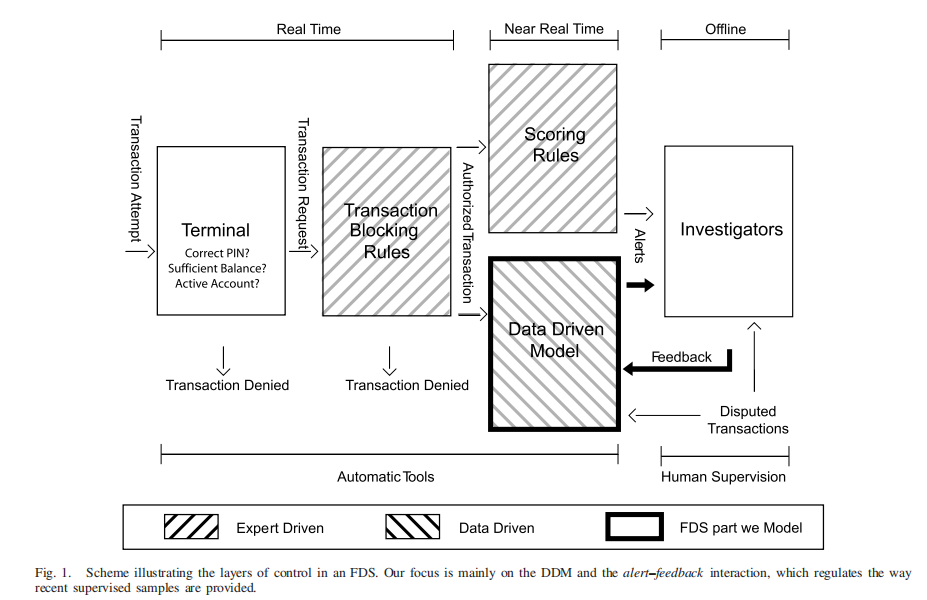 Real Time
Near Real Time
Offline
Transaction Attempt
Terminal
Correct PIN?
Sufficient Balance?
Active Account?
Transaction Request
Transaction
Blocking
Rules
Authorized Transaction
Scoring
Rules
Data Driven
Model
Alerts
Investigators
Feedback
Transaction Denied
Transaction Denied
Disputed
Transactions
Automatic Tools
Human Supervision
Expert Driven
Data Driven
FDS part we Model
Fig. 1. Scheme illustrating the layers of control in an FDS. Our focus is mainly on the DDM and the alert–feedback interaction, which regulates the way
recent supervised samples are provided.